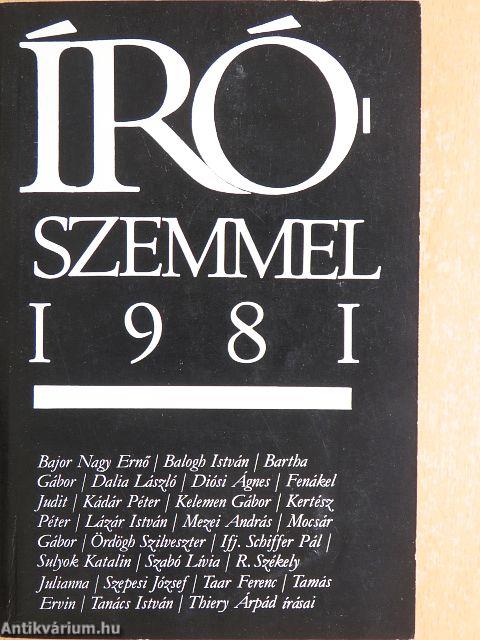 ÍRÓ-
SZEMMEL
1981
Bajor Nagy Ernő | Balogh István | Bartha
Gábor | Dalia László | Diósi Ágnes | Fenákel
Judit | Kádár Péter | Kelemen Gábor | Kertész
Péter | Lázár István | Mezei András | Mocsár
Gábor | Ördögh Szilveszter | Ifj. Schiffer Pál |
Sulyok Katalin | Szabó Lívia | R. Székely
Julianna | Szepesi József | Taar Ferenc | Tamás
Ervin | Tanács István | Thiery Árpád írásai
Antikvárium.hu